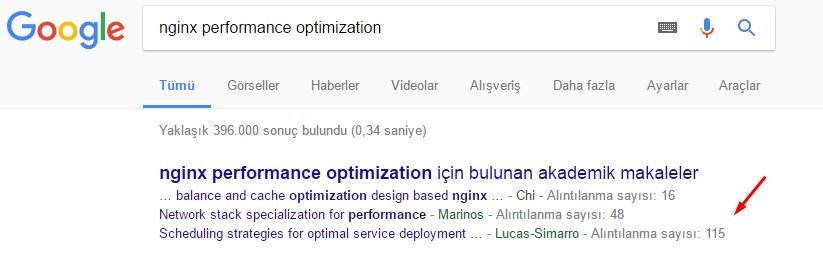 Google
nginx performance optimization
Tümü Görseller Haberler Videolar Alışveriş Daha fazla Ayarlar Araçlar
Yaklaşık 396.000 sonuç bulundu (0,34 saniye)
nginx performance optimization için bulunan akademik makaleler
... balance and cache optimization design based nginx ... - Chi - Alıntılanma sayısı: 16
Network stack specialization for performance - Marinos - Alıntılanma sayısı: 48
Scheduling strategies for optimal service deployment ... - Lucas-Simarro - Alıntılanma sayısı: 115